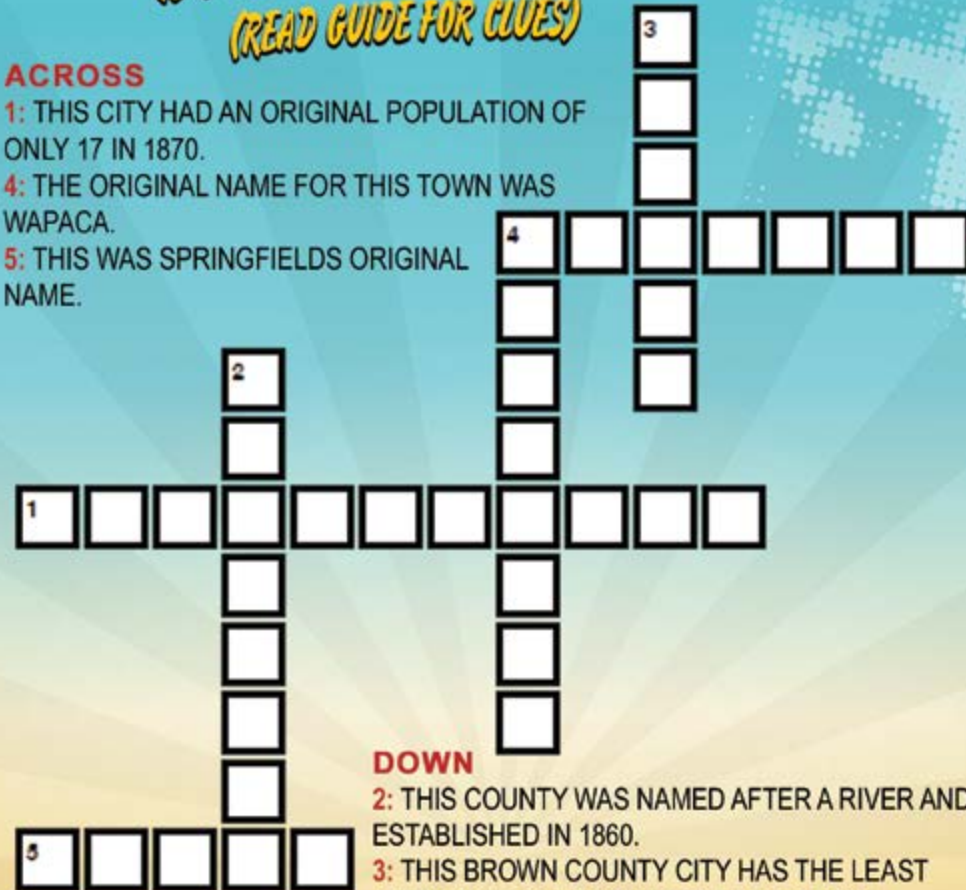 (READ GUIDE FOR CLUES)
ACROSS
1: THIS CITY HAD AN ORIGINAL POPULATION OF
ONLY 17 IN 1870.
4: THE ORIGINAL NAME FOR THIS TOWN WAS
WAPACA.
5: THIS WAS SPRINGFIELDS ORIGINAL
NAME.
3
4
2
1
5
DOWN
2: THIS COUNTY WAS NAMED AFTER A RIVER AND
ESTABLISHED IN 1860.
3: THIS BROWN COUNTY CITY HAS THE LEAST